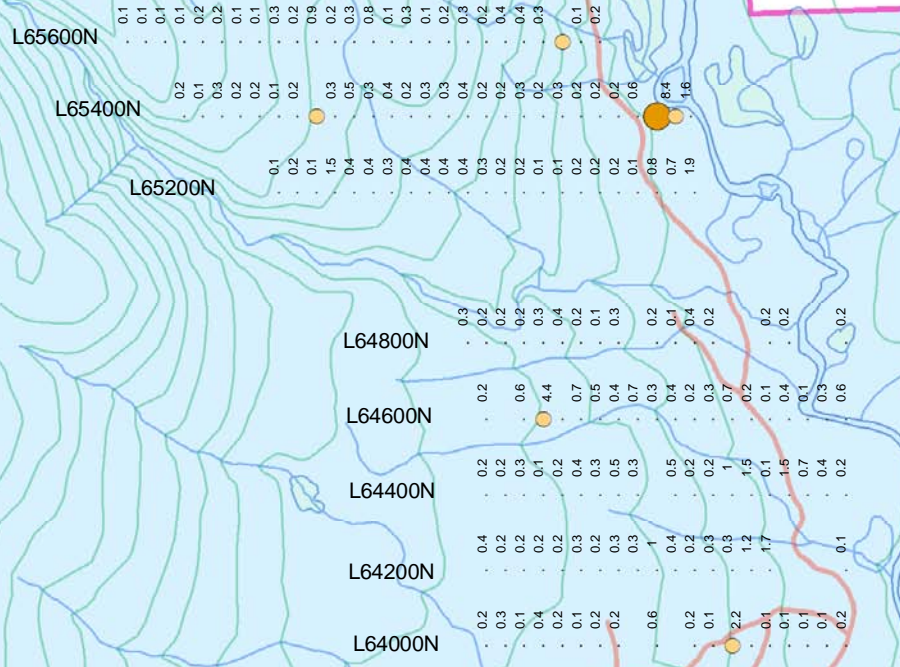 0.1 0.1 0.1 0.1 0.2 0.2 0.1 0.1 0.3 0.2 0.9 0.2 0.3 0.8 0.1 0.3 0.1 0.2 0.3 0.2 0.4 0.4 0.3 0.1 0.2
L65600N
0.2 0.1 0.3 0.2 0.2 0.1 0.2 0.3 0.5 0.3 0.4 0.2 0.3 0.2 0.4 0.2 0.2 0.3 0.2 0.3 0.2 0.2 0.2 0.6 8.4 1.6
L65400N
0.1 0.2 0.1 1.5 0.4 0.4 0.3 0.4 0.4 0.4 0.4 0.3 0.2 0.2 0.1 0.1 0.2 0.2 0.2 0.1 0.8 0.7 1.9
L65200N
0.3 0.2 0.2 0.2 0.3 0.4 0.2 0.1 0.3 0.2 0.1 0.4 0.2 0.2 0.2 0.2
L64800N
0.2 0.6 4.4 0.7 0.5 0.4 0.7 0.3 0.4 0.2 0.3 0.7 0.2 0.1 0.4 0.1 0.3 0.6
L64600N
0.2 0.2 0.3 0.1 0.2 0.4 0.3 0.5 0.3 0.5 0.2 0.2 1 1.5 0.1 1.5 0.7 0.4 0.2
L64400N
0.4 0.2 0.2 0.2 0.2 0.3 0.2 0.3 0.3 1 0.4 0.2 0.3 0.3 1.2 1.7 0.1
L64200N
0.2 0.3 0.1 0.4 0.2 0.1 0.2 0.2 0.6 0.2 0.1 2.2 0.1 0.1 0.1 0.1 0.2
L64000N